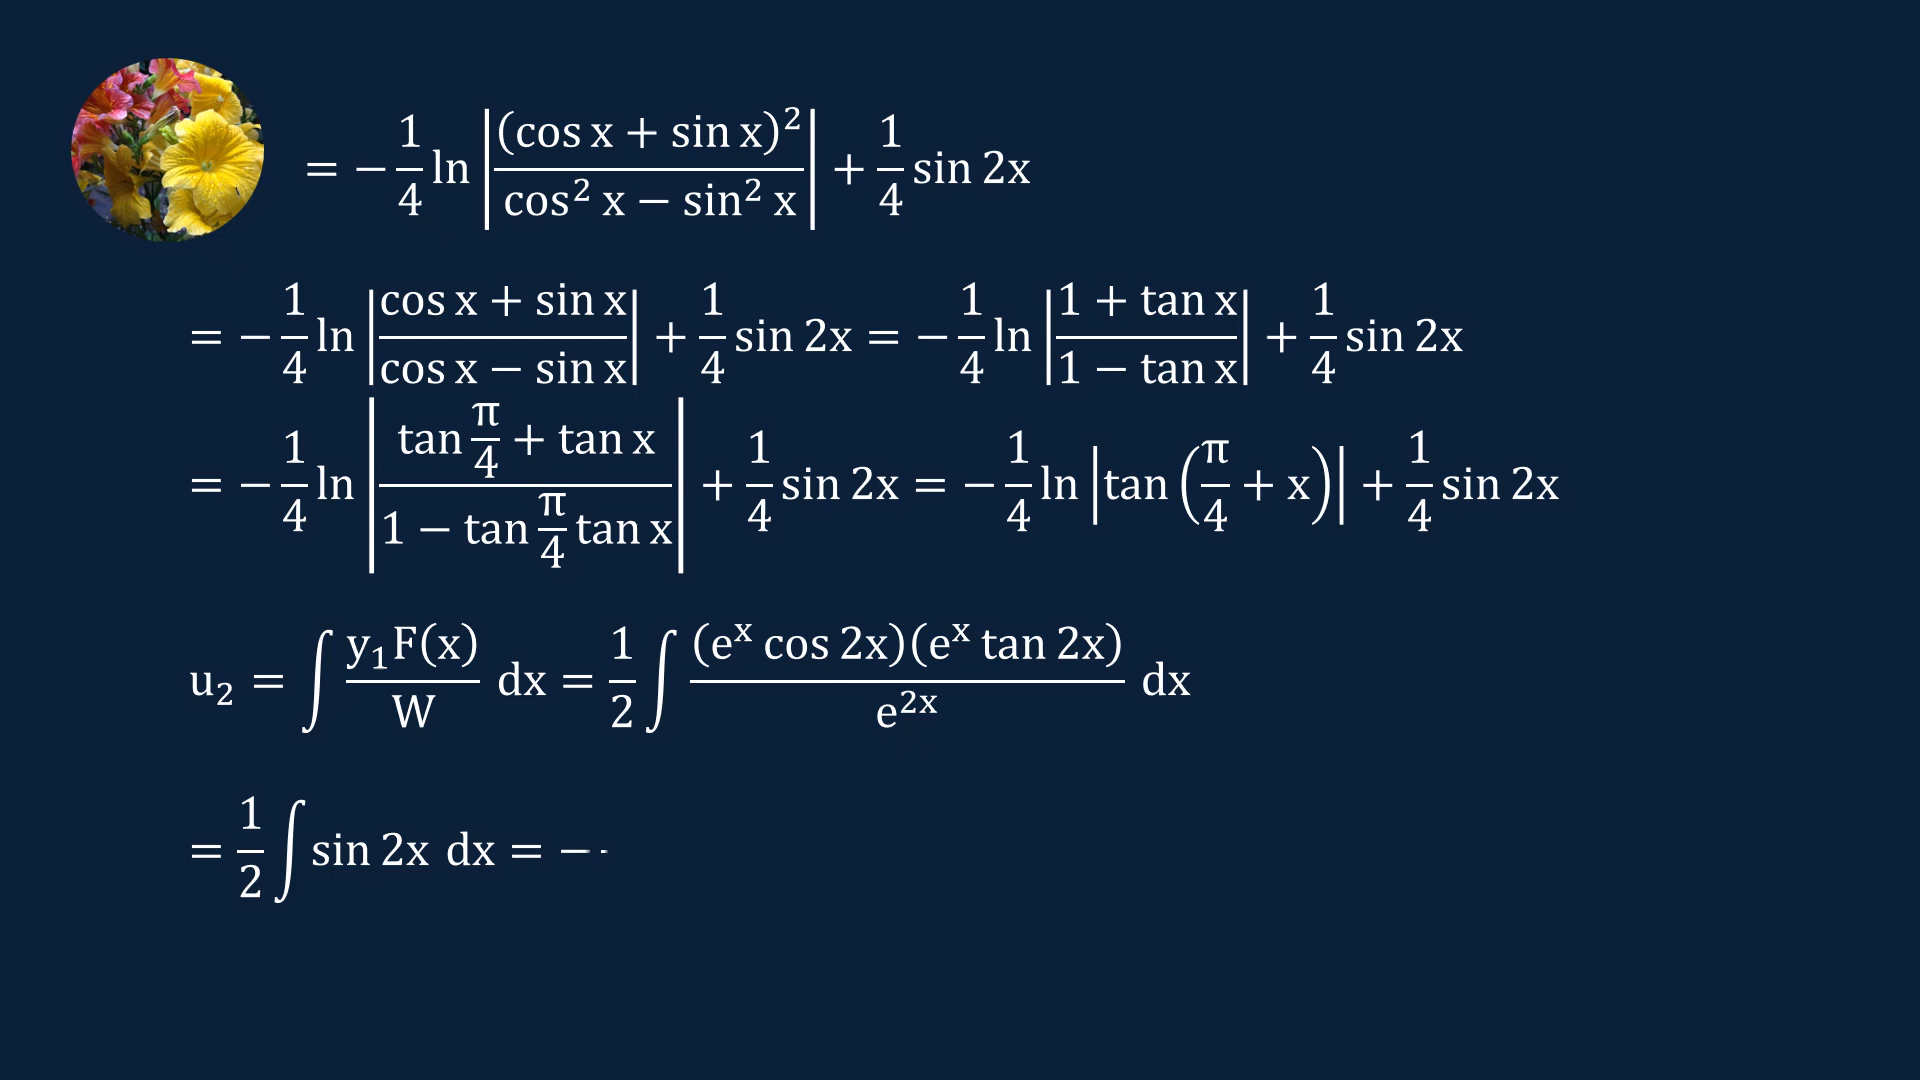 = −1/4 ln |(cos x + sin x)²/(cos² x − sin² x)| + 1/4 sin 2x
= −1/4 ln |(cos x + sin x)/(cos x − sin x)| + 1/4 sin 2x = −1/4 ln |(1 + tan x)/(1 − tan x)| + 1/4 sin 2x
= −1/4 ln |(tan π/4 + tan x)/(1 − tan π/4 tan x)| + 1/4 sin 2x = −1/4 ln |tan (π/4 + x)| + 1/4 sin 2x
u₂ = ∫ y₁F(x)/W dx = 1/2 ∫ (eˣ cos 2x)(eˣ tan 2x)/e²ˣ dx
= 1/2 ∫ sin 2x dx = −